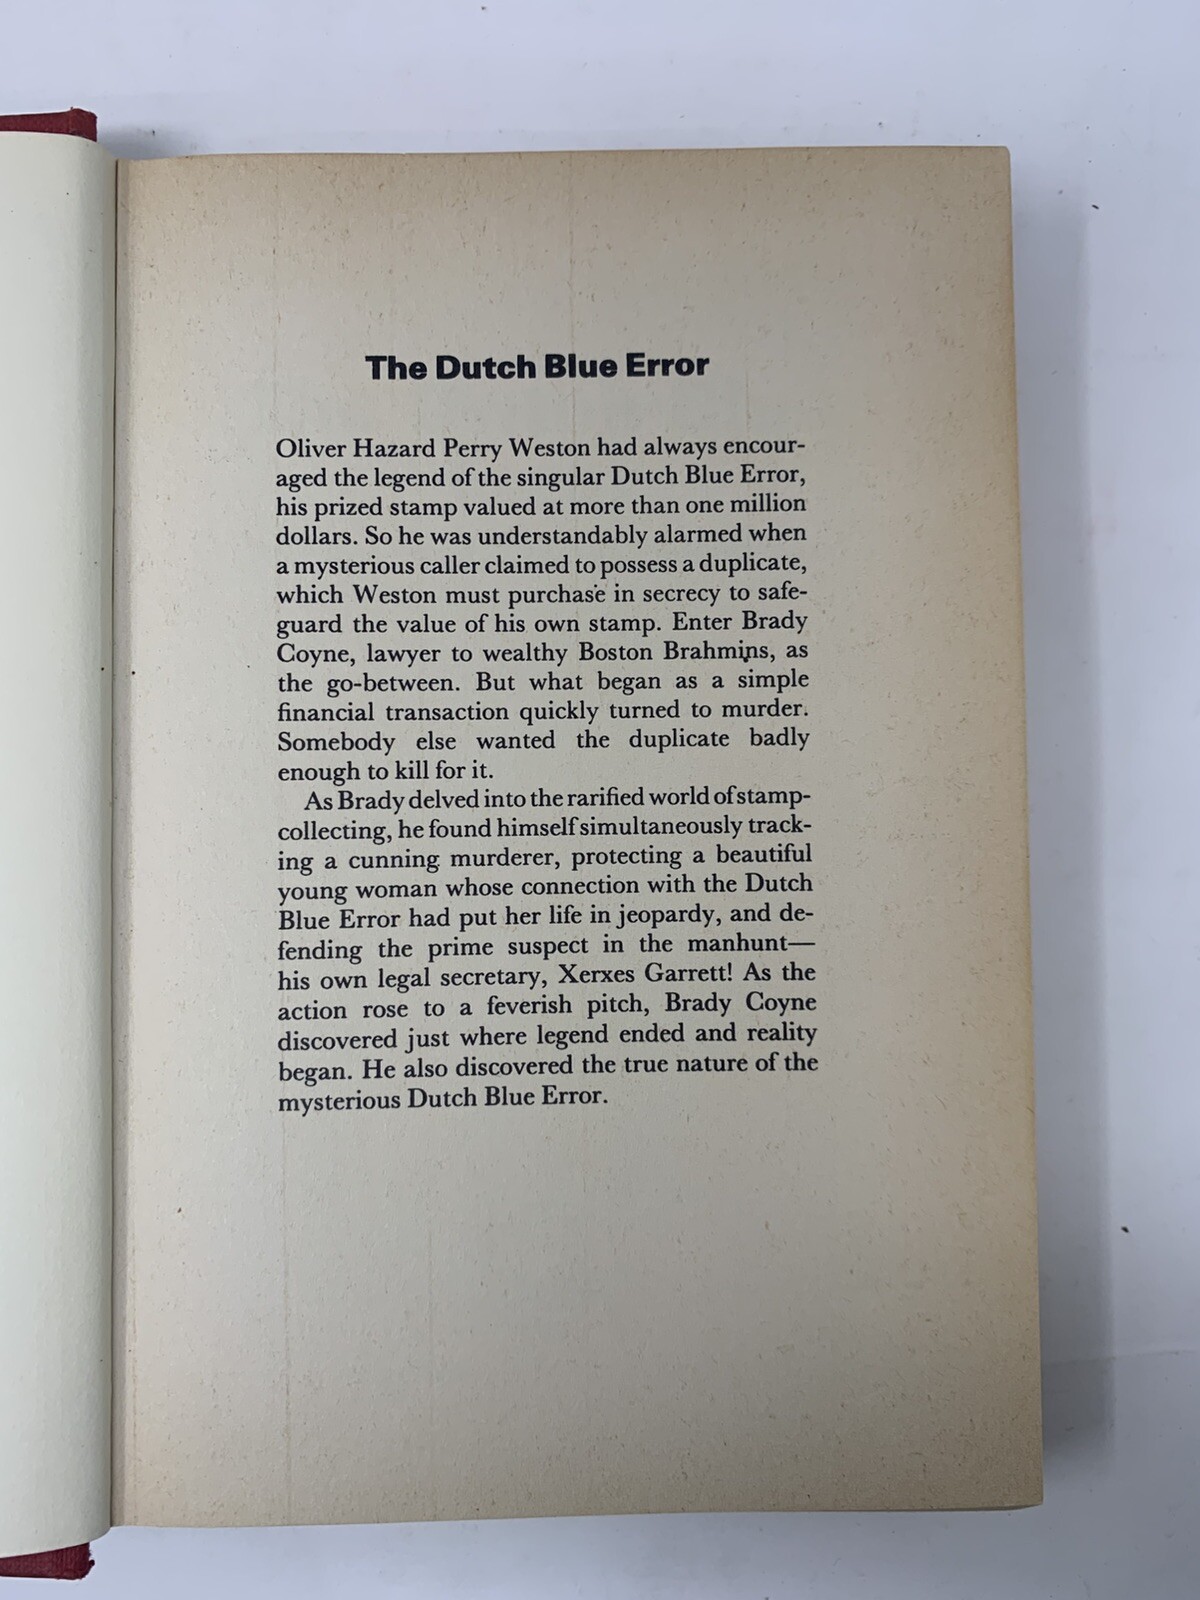 The Dutch Blue Error
Oliver Hazard Perry Weston had always encour-
aged the legend of the singular Dutch Blue Error,
his prized stamp valued at more than one million
dollars. So he was understandably alarmed when
a mysterious caller claimed to possess a duplicate,
which Weston must purchase in secrecy to safe-
guard the value of his own stamp. Enter Brady
Coyne, lawyer to wealthy Boston Brahmins, as
the go-between. But what began as a simple
financial transaction quickly turned to murder.
Somebody else wanted the duplicate badly
enough to kill for it.
As Brady delved into the rarified world of stamp-
collecting, he found himself simultaneously track-
ing a cunning murderer, protecting a beautiful
young woman whose connection with the Dutch
Blue Error had put her life in jeopardy, and de-
fending the prime suspect in the manhunt—
his own legal secretary, Xerxes Garrett! As the
action rose to a feverish pitch, Brady Coyne
discovered just where legend ended and reality
began. He also discovered the true nature of the
mysterious Dutch Blue Error.